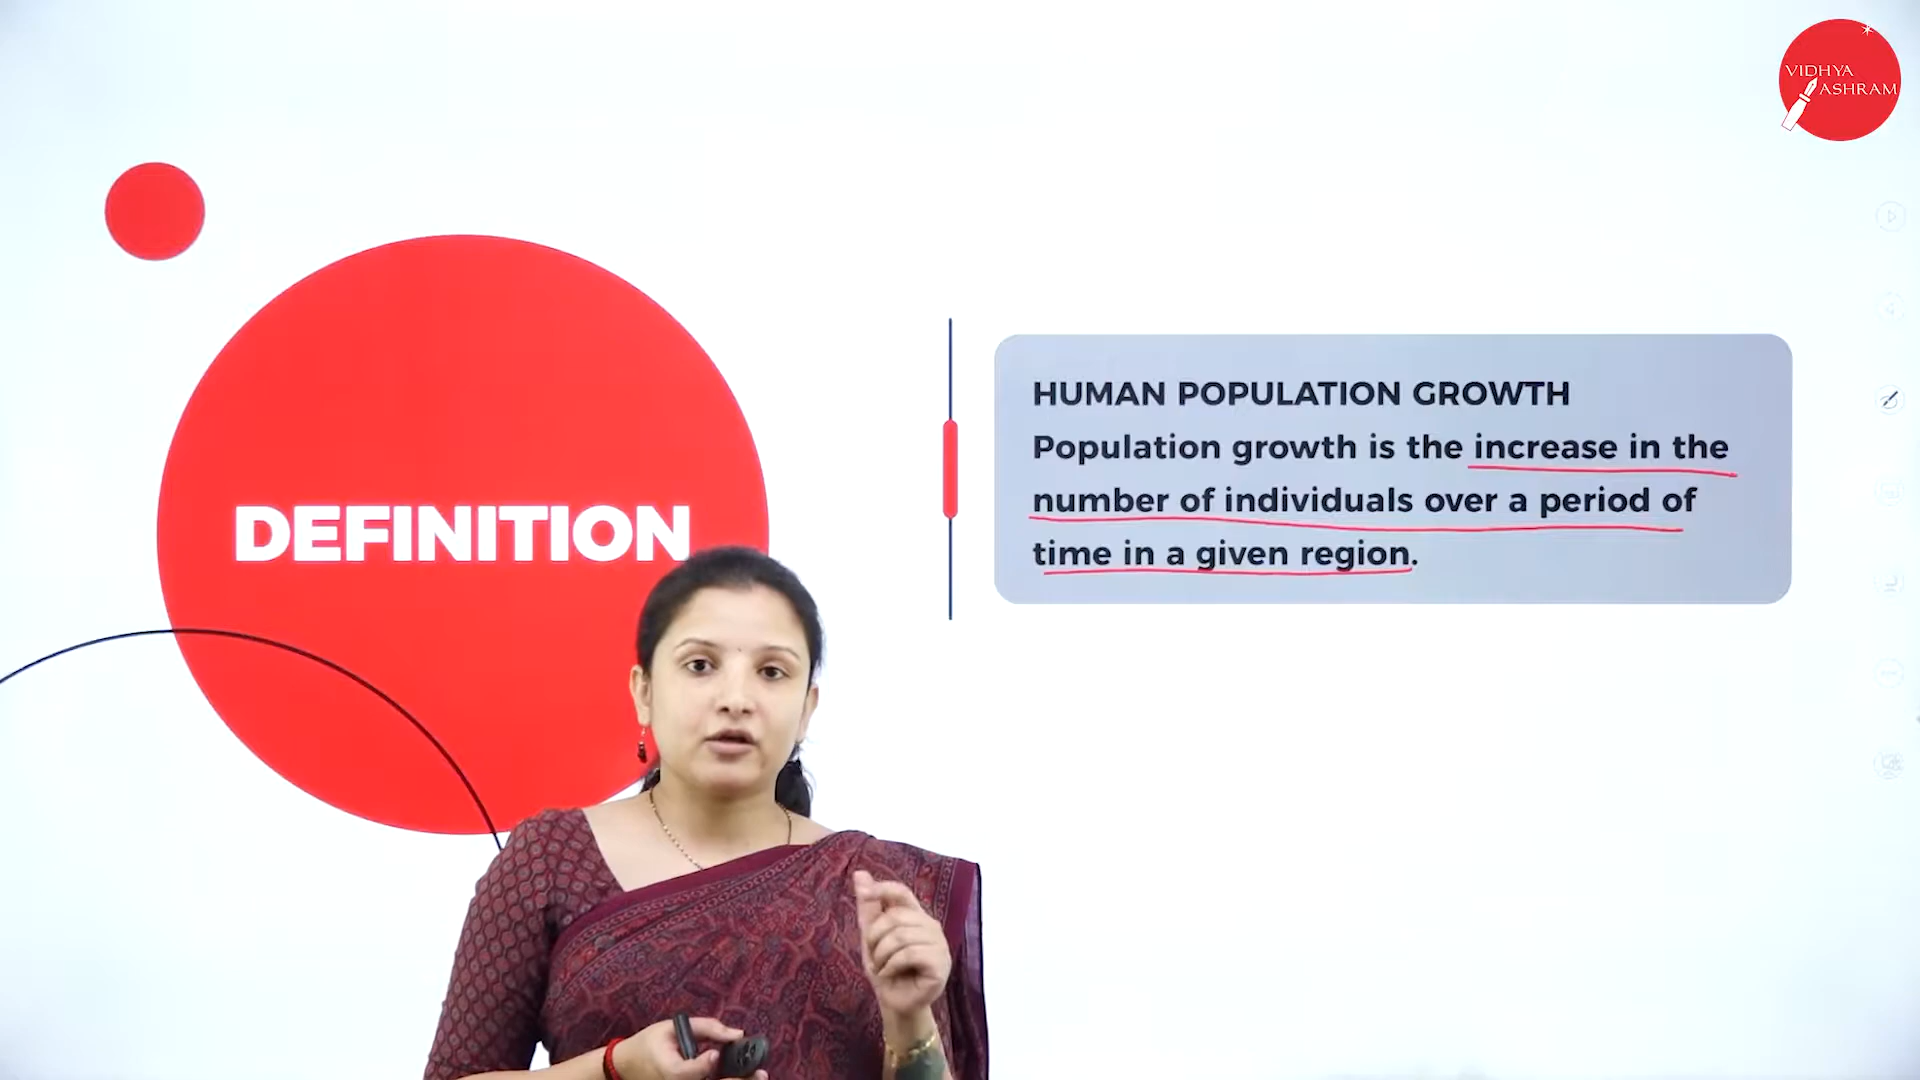 VIDHYA
ASHRAM
DEFINITION
HUMAN POPULATION GROWTH
Population growth is the increase in the
number of individuals over a period of
time in a given region.